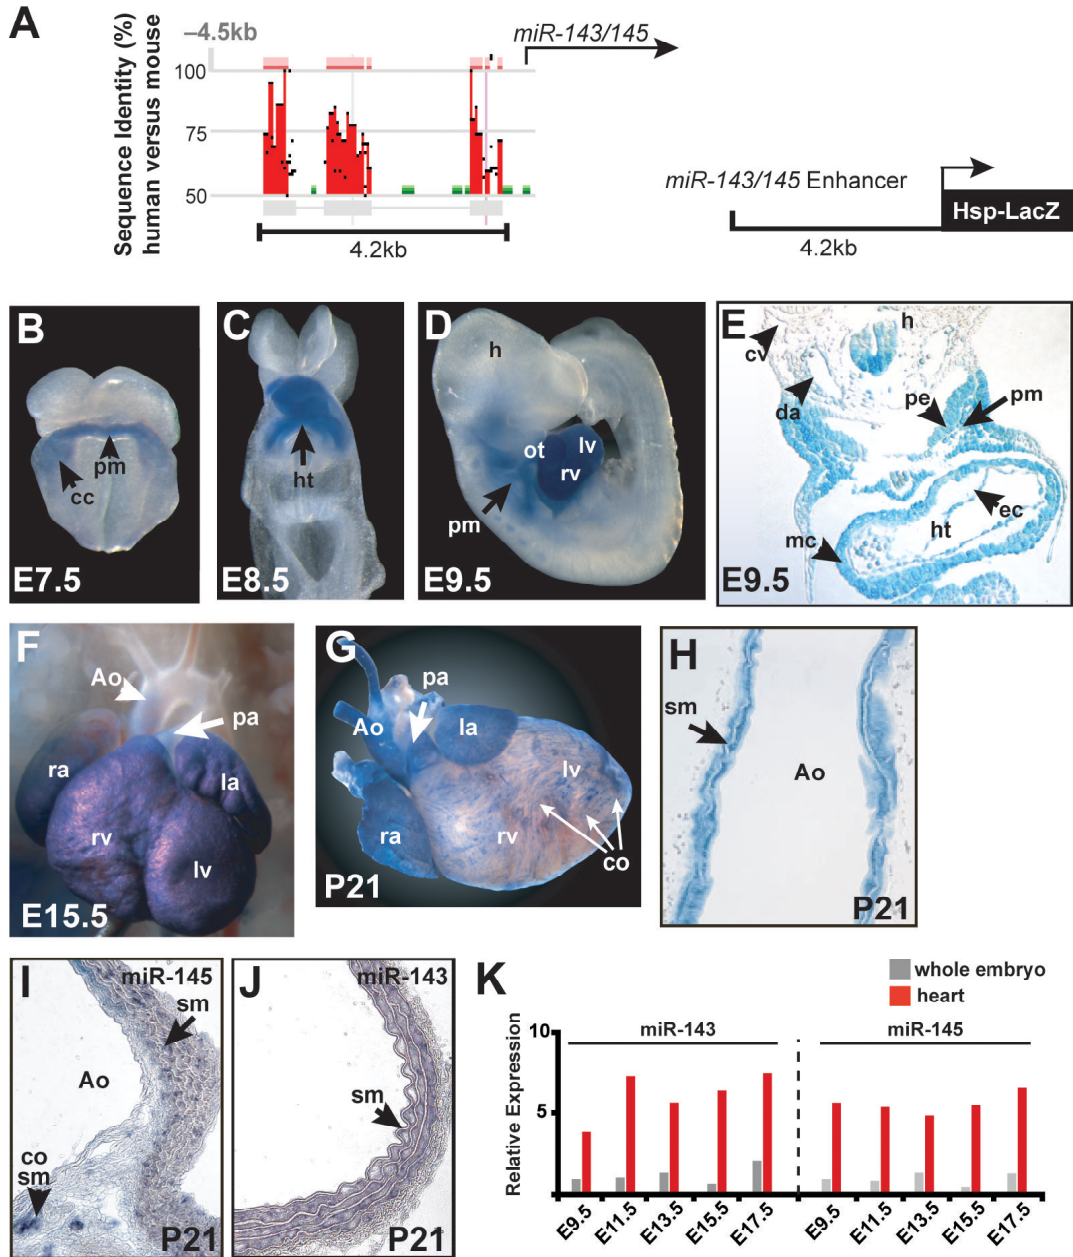 A
−4.5kb
miR-143/145
Sequence Identity (%)
human versus mouse
100
75
50
4.2kb
miR-143/145 Enhancer
Hsp-LacZ
4.2kb
B
pm
cc
E7.5
C
ht
E8.5
D
h
ot
lv
rv
pm
E9.5
E
h
cv
da
pe
pm
ec
ht
mc
E9.5
F
Ao
pa
ra
la
rv
lv
E15.5
G
pa
Ao
la
lv
ra
rv
co
P21
H
sm
Ao
P21
I
miR-145
sm
Ao
co
sm
P21
J
miR-143
sm
P21
K
whole embryo
heart
miR-143
miR-145
Relative Expression
10
5
E9.5
E11.5
E13.5
E15.5
E17.5
E9.5
E11.5
E13.5
E15.5
E17.5